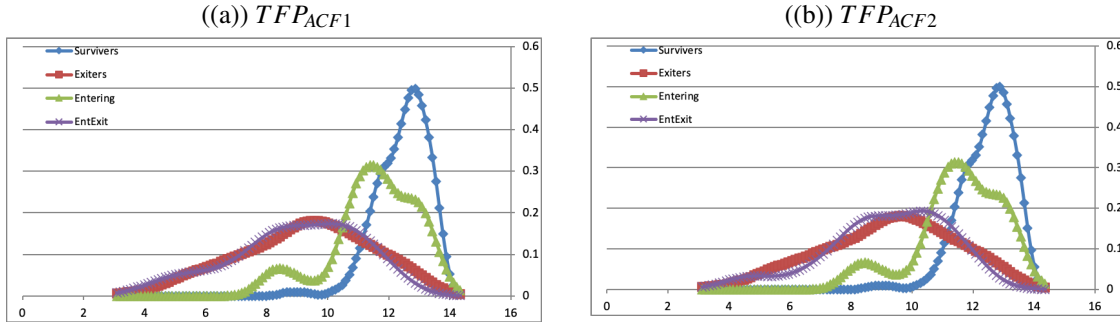 ((a)) TFP_ACF1
Survivers
Exiters
Entering
EntExit
0.6
0.5
0.4
0.3
0.2
0.1
0
0 2 4 6 8 10 12 14 16
((b)) TFP_ACF2
Survivers
Exiters
Entering
EntExit
0.6
0.5
0.4
0.3
0.2
0.1
0
0 2 4 6 8 10 12 14 16